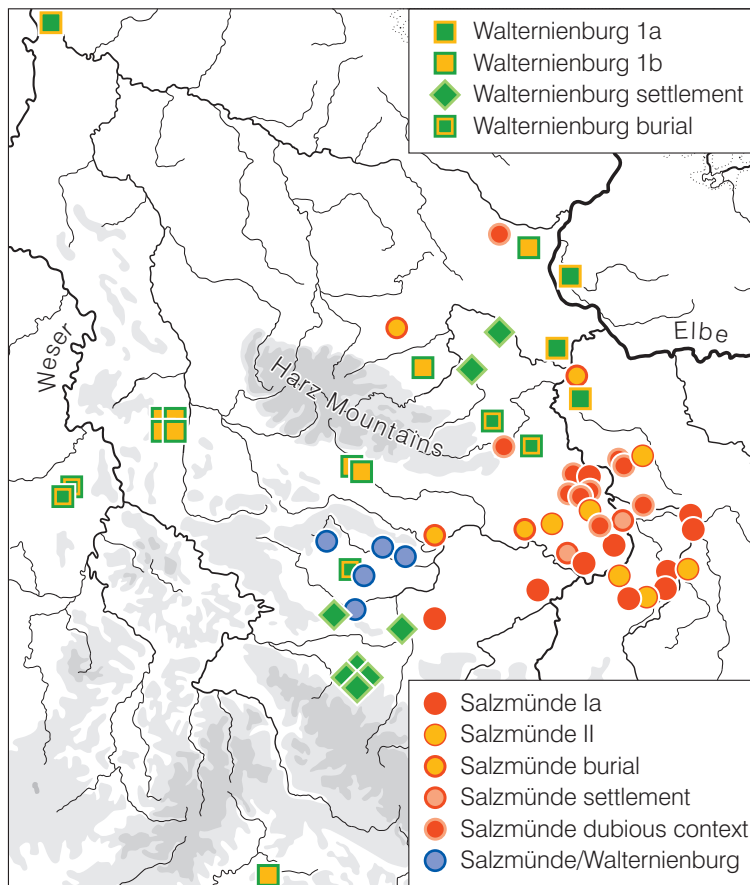 Walternienburg 1a
Walternienburg 1b
Walternienburg settlement
Walternienburg burial
Weser
Elbe
Harz Mountains
Salzmünde Ia
Salzmünde II
Salzmünde burial
Salzmünde settlement
Salzmünde dubious context
Salzmünde/Walternienburg